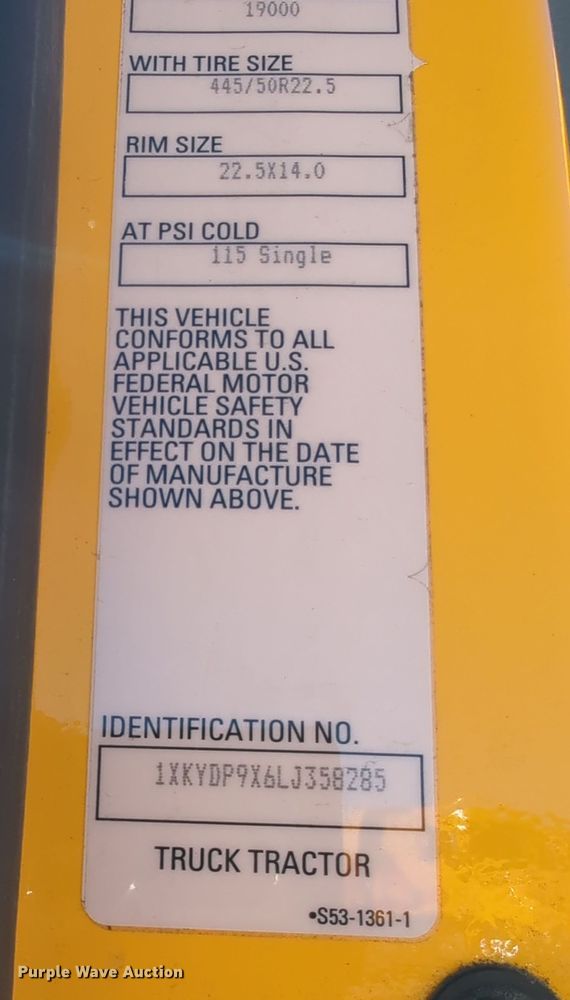 19000
WITH TIRE SIZE
445/50R22.5
RIM SIZE
22.5X14.0
AT PSI COLD
115 Single
THIS VEHICLE
CONFORMS TO ALL
APPLICABLE U.S.
FEDERAL MOTOR
VEHICLE SAFETY
STANDARDS IN
EFFECT ON THE DATE
OF MANUFACTURE
SHOWN ABOVE.
IDENTIFICATION NO.
1XKYDP9X6LJ358285
TRUCK TRACTOR
•S53-1361-1
Purple Wave Auction